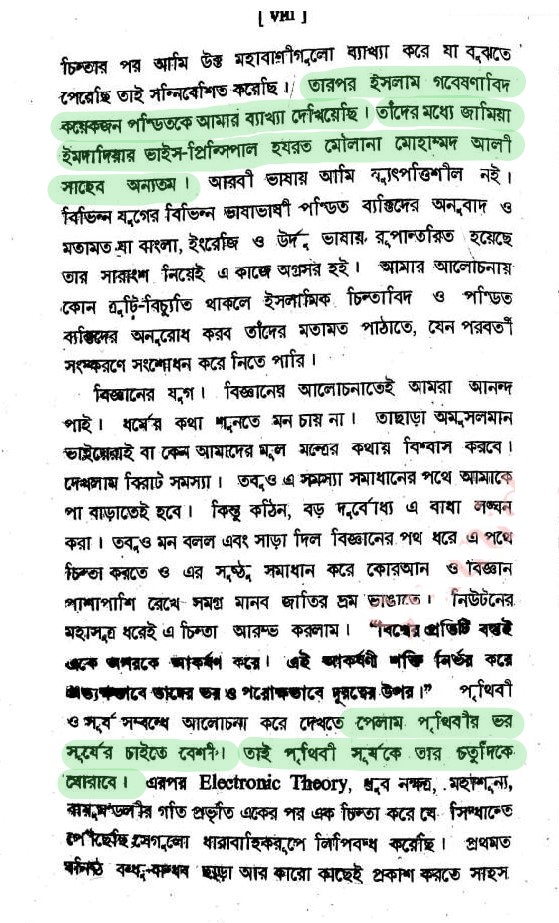 [ VIII ]
চিন্তার পর আমি উক্ত মহাবাণীগুলো ব্যাখ্যা করে যা বুঝতে
পেরেছি তাই সন্নিবেশিত করেছি। তারপর ইসলাম গবেষণাবিদ
কয়েকজন পণ্ডিতকে আমার ব্যাখ্যা দেখিয়েছি। তাঁদের মধ্যে জামিয়া
ইমদাদিয়ার ভাইস-প্রিন্সিপাল হযরত মৌলানা মোহাম্মদ আলী
সাহেব অন্যতম। আরবী ভাষায় আমি ব্যুৎপত্তিশীল নই।
বিভিন্ন যুগের বিভিন্ন ভাষাভাষী পণ্ডিত ব্যক্তিদের অনুবাদ ও
মতামত যা বাংলা, ইংরেজি ও উর্দু ভাষায় রূপান্তরিত হয়েছে
তার সারাংশ নিয়েই এ কাজে অগ্রসর হই। আমার আলোচনায়
কোন ত্রুটি-বিচ্যুতি থাকলে ইসলামিক চিন্তাবিদ ও পণ্ডিত
ব্যক্তিদের অনুরোধ করব তাঁদের মতামত পাঠাতে, যেন পরবর্তী
সংস্করণে সংশোধন করে নিতে পারি।
বিজ্ঞানের যুগ। বিজ্ঞানের আলোচনাতেই আমরা আনন্দ
পাই। ধর্মের কথা শুনতে মন চায় না। তাছাড়া অমুসলমান
ভাইয়েরাই বা কেন আমাদের মূল মন্ত্রের কথায় বিশ্বাস করবে।
দেখলাম বিরাট সমস্যা। তবুও এ সমস্যা সমাধানের পথে আমাকে
পা বাড়াতেই হবে। কিন্তু কঠিন, বড় দুর্বোধ্য এ বাধা লঙ্ঘন
করা। তবুও মন বলল এবং সাড়া দিল বিজ্ঞানের পথ ধরে এ পথে
চিন্তা করতে ও এর সুষ্ঠু সমাধান করে কোরআন ও বিজ্ঞান
পাশাপাশি রেখে সমগ্র মানব জাতির ভ্রম ভাঙাতে। নিউটনের
মহাসূত্র ধরেই এ চিন্তা আরম্ভ করলাম। "বিশ্বের প্রতিটি বস্তুই
একে অপরকে আকর্ষণ করে। এই আকর্ষণী শক্তি নির্ভর করে
প্রত্যক্ষভাবে তাদের ভর ও পরোক্ষভাবে দূরত্বের উপর।" পৃথিবী
ও সূর্য সম্বন্ধে আলোচনা করে দেখতে পেলাম পৃথিবীর ভর
সূর্যের চাইতে বেশী। তাই পৃথিবী সূর্যকে তার চতুর্দিকে
ঘোরাবে। এরপর Electronic Theory, ধ্রুব নক্ষত্র, মহাশূন্য,
বায়ুমণ্ডলীর গতি প্রভৃতি একের পর এক চিন্তা করে যে সিদ্ধান্তে
পৌঁছেছি সেগুলো ধারাবাহিকরূপে লিপিবদ্ধ করেছি। প্রথমত
ঘনিষ্ঠ বন্ধু-বান্ধব ছাড়া আর কারো কাছেই প্রকাশ করতে সাহস